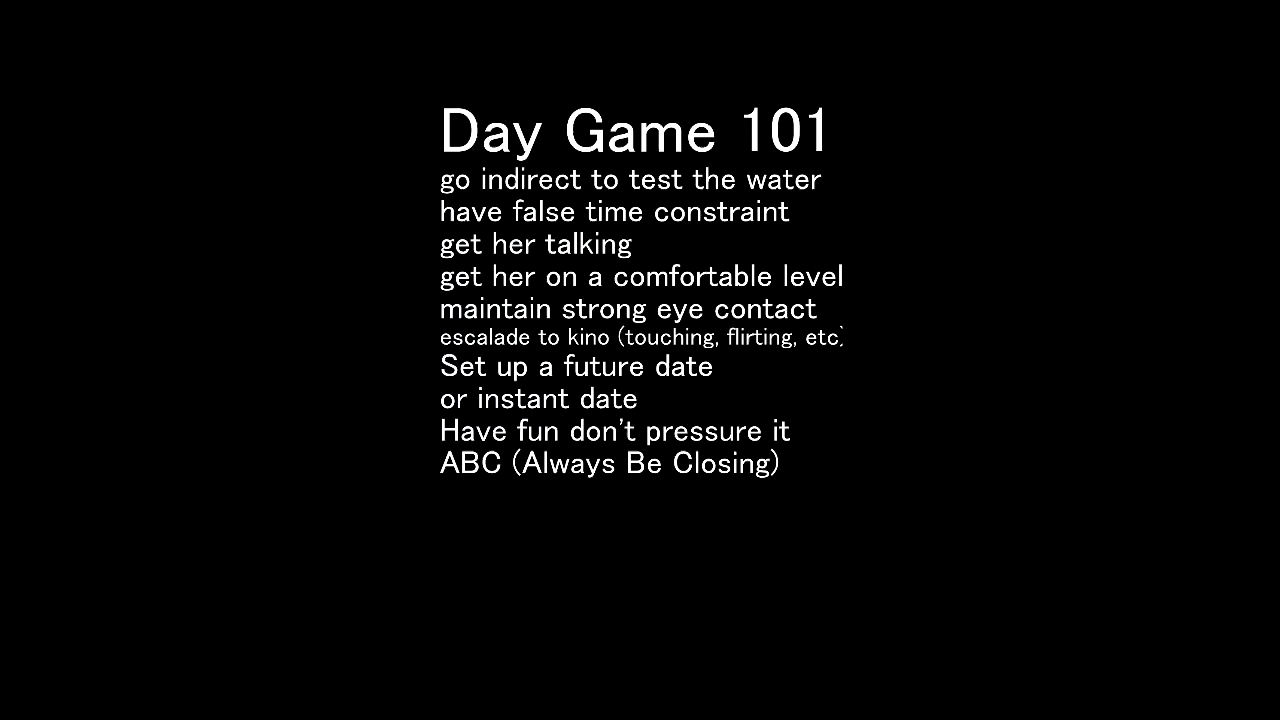 Day Game 101
go indirect to test the water
have false time constraint
get her talking
get her on a comfortable level
maintain strong eye contact
escalade to kino (touching, flirting, etc)
Set up a future date
or instant date
Have fun don't pressure it
ABC (Always Be Closing)